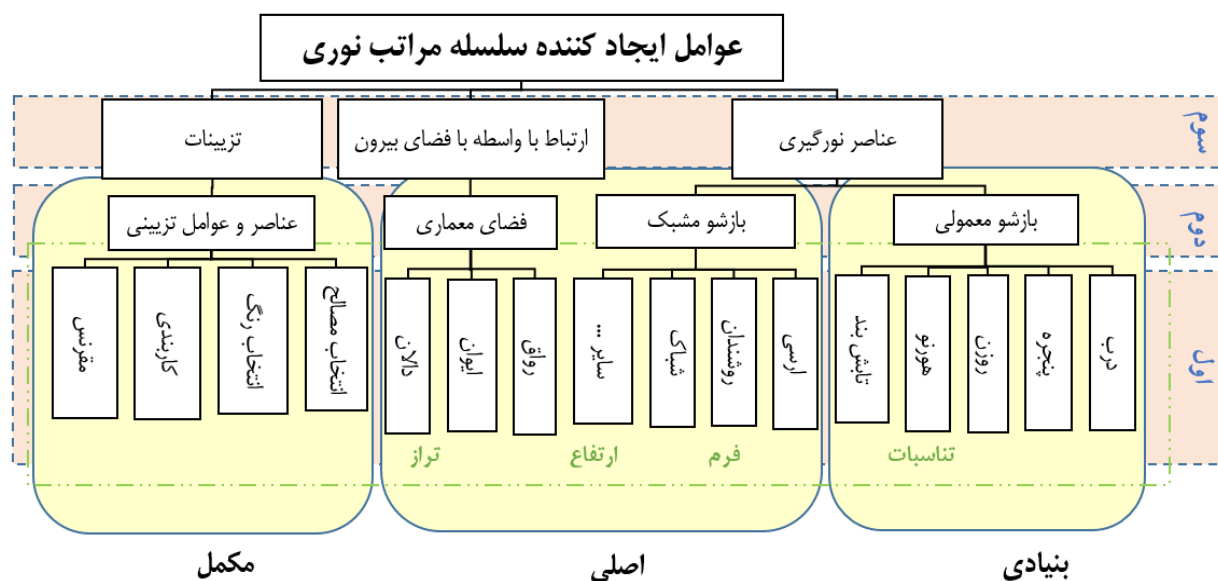 عوامل ایجاد کننده سلسله مراتب نوری
عناصر نورگیری
ارتباط با واسطه با فضای بیرون
تزیینات
سوم
بازشو معمولی
بازشو مشبک
فضای معماری
عناصر و عوامل تزیینی
دوم
درب
پنجره
روزن
هورنو
تابش بند
ارسی
روشندان
شباک
سایر ...
رواق
ایوان
دالان
انتخاب مصالح
انتخاب رنگ
کاربندی
مقرنس
اول
تناسبات
فرم
ارتفاع
تراز
بنیادی
اصلی
مکمل